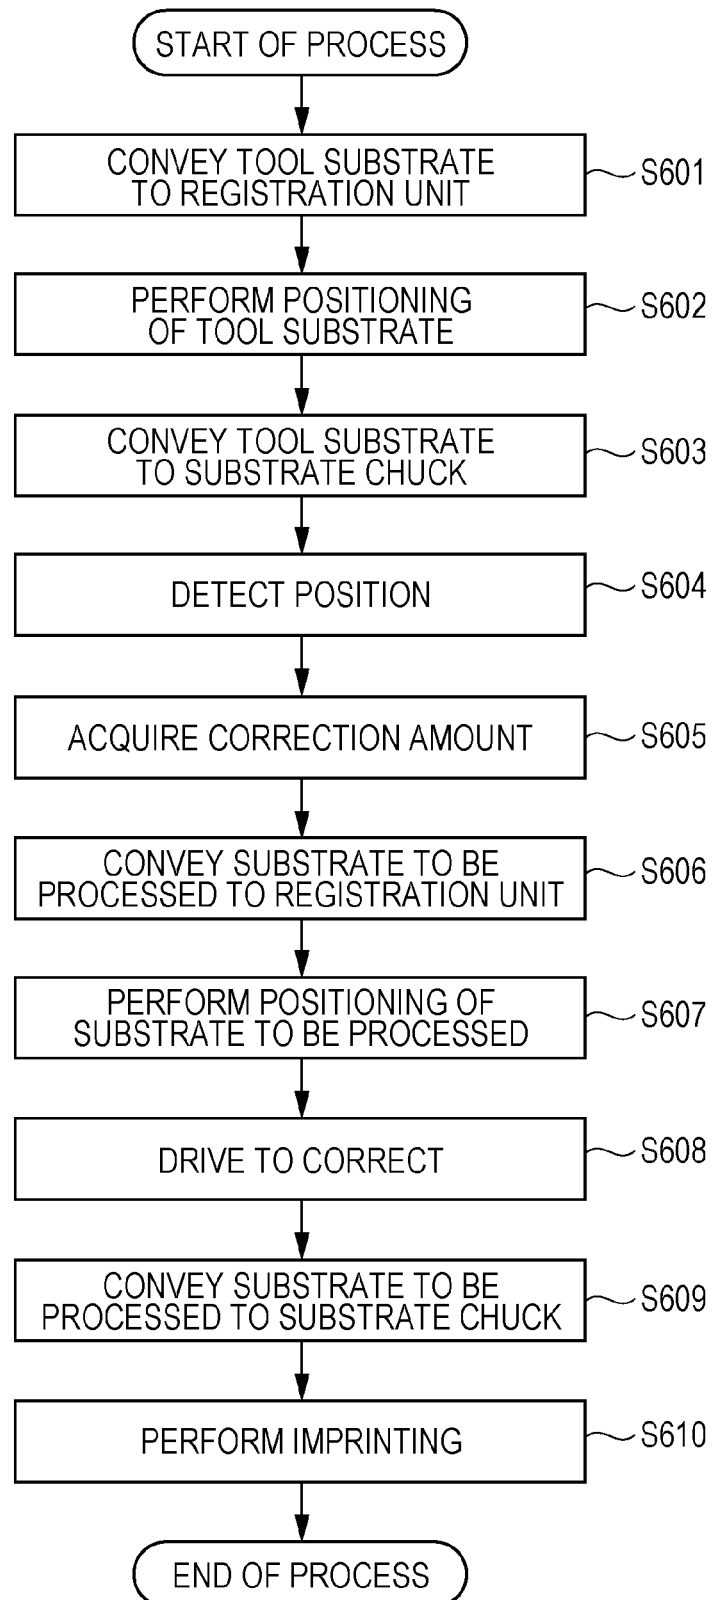 START OF PROCESS
CONVEY TOOL SUBSTRATE
TO REGISTRATION UNIT
S601
PERFORM POSITIONING
OF TOOL SUBSTRATE
S602
CONVEY TOOL SUBSTRATE
TO SUBSTRATE CHUCK
S603
DETECT POSITION
S604
ACQUIRE CORRECTION AMOUNT
S605
CONVEY SUBSTRATE TO BE
PROCESSED TO REGISTRATION UNIT
S606
PERFORM POSITIONING OF
SUBSTRATE TO BE PROCESSED
S607
DRIVE TO CORRECT
S608
CONVEY SUBSTRATE TO BE
PROCESSED TO SUBSTRATE CHUCK
S609
PERFORM IMPRINTING
S610
END OF PROCESS